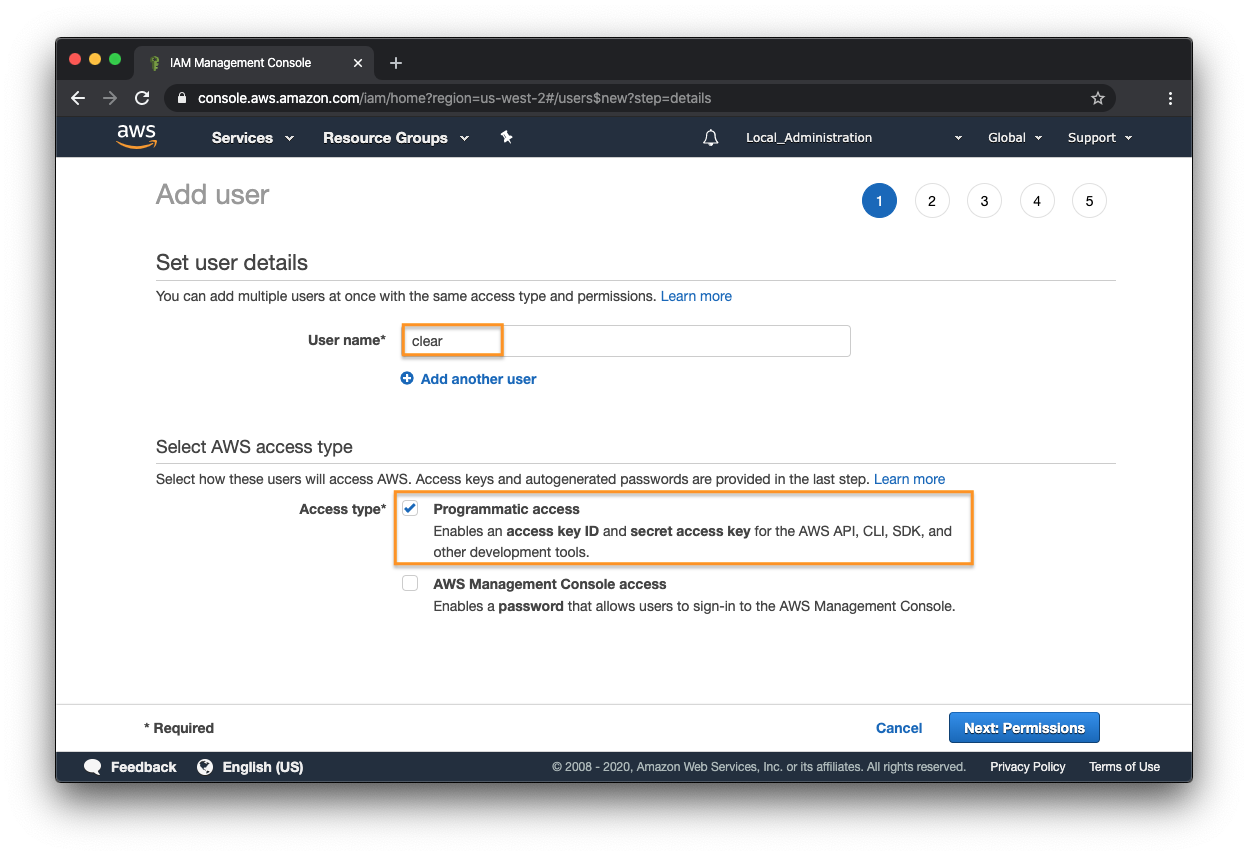 IAM Management Console
console.aws.amazon.com/iam/home?region=us-west-2#/users$new?step=details
aws Services Resource Groups Local_Administration Global Support
Add user 1 2 3 4 5
Set user details
You can add multiple users at once with the same access type and permissions. Learn more
User name* clear
Add another user
Select AWS access type
Select how these users will access AWS. Access keys and autogenerated passwords are provided in the last step. Learn more
Access type* Programmatic access
Enables an access key ID and secret access key for the AWS API, CLI, SDK, and
other development tools.
AWS Management Console access
Enables a password that allows users to sign-in to the AWS Management Console.
* Required Cancel Next: Permissions
Feedback English (US) © 2008 - 2020, Amazon Web Services, Inc. or its affiliates. All rights reserved. Privacy Policy Terms of Use